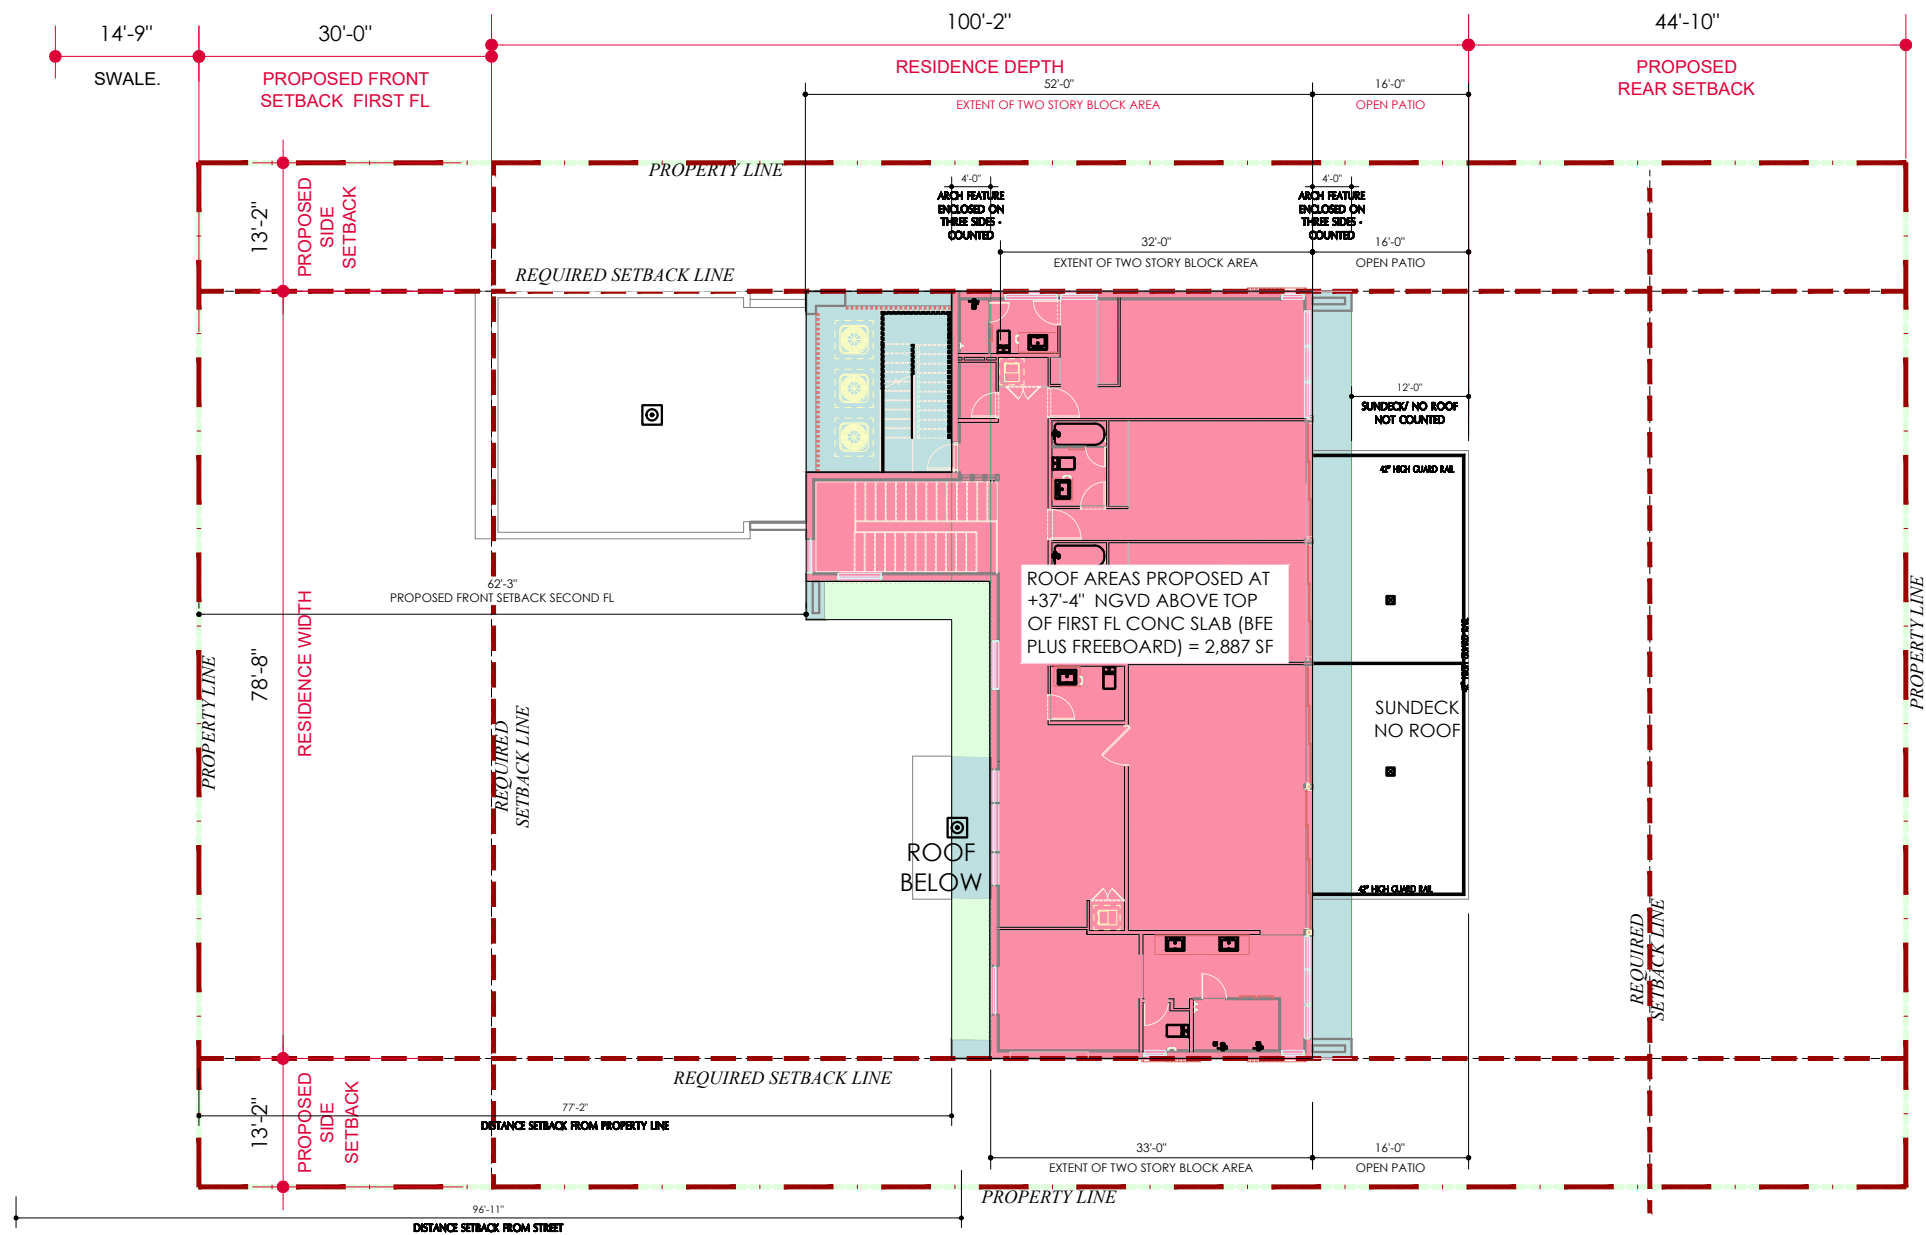 14'-9"
30'-0"
100'-2"
44'-10"
SWALE.
PROPOSED FRONT
SETBACK FIRST FL
RESIDENCE DEPTH
PROPOSED
REAR SETBACK
52'-0"
EXTENT OF TWO STORY BLOCK AREA
16'-0"
OPEN PATIO
PROPERTY LINE
4'-0"
ARCH FEATURE
ENCLOSED ON
THREE SIDES -
COUNTED
4'-0"
ARCH FEATURE
ENCLOSED ON
THREE SIDES -
COUNTED
13'-2"
PROPOSED
SIDE
SETBACK
32'-0"
EXTENT OF TWO STORY BLOCK AREA
16'-0"
OPEN PATIO
REQUIRED SETBACK LINE
12'-0"
SUNDECK/ NO ROOF
NOT COUNTED
42" HIGH GUARD RAIL
62'-3"
PROPOSED FRONT SETBACK SECOND FL
ROOF AREAS PROPOSED AT
+37'-4" NGVD ABOVE TOP
OF FIRST FL CONC SLAB (BFE
PLUS FREEBOARD) = 2,887 SF
42" HIGH GUARD RAIL
PROPERTY LINE
78'-8"
RESIDENCE WIDTH
PROPERTY LINE
REQUIRED
SETBACK LINE
SUNDECK
NO ROOF
ROOF
BELOW
42" HIGH GUARD RAIL
REQUIRED
SETBACK LINE
REQUIRED SETBACK LINE
13'-2"
PROPOSED
SIDE
SETBACK
77'-2"
DISTANCE SETBACK FROM PROPERTY LINE
33'-0"
EXTENT OF TWO STORY BLOCK AREA
16'-0"
OPEN PATIO
PROPERTY LINE
96'-11"
DISTANCE SETBACK FROM STREET